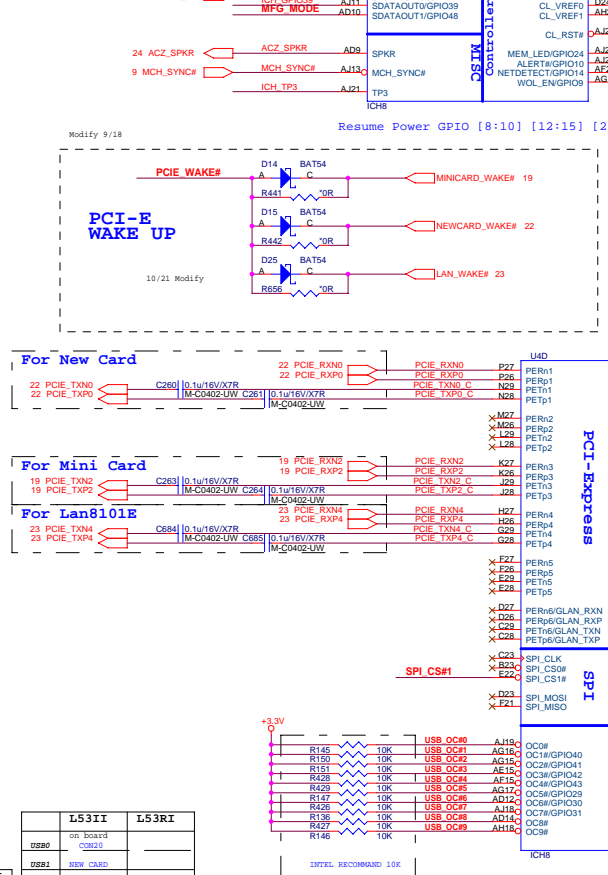 ICH_GPIO39 AJ11 SDATAOUT0/GPIO39
MFG_MODE AD10 SDATAOUT1/GPIO48
CL_VREF0 D24
CL_VREF1
CL_RST#
Controller
24 ACZ_SPKR ACZ_SPKR AD9 SPKR
MEM_LED/GPIO24
ALERT#/GPIO10
9 MCH_SYNC# MCH_SYNC# AJ13 MCH_SYNC#
NETDETECT/GPIO14
WOL_EN/GPIO9
MISC
ICH_TP3 AJ21 TP3
ICH8
Resume Power GPIO [8:10] [12:15] [2
Modify 9/18
PCIE_WAKE#
D14 BAT54
A C MINICARD_WAKE# 19
R441 *0R
D15 BAT54
A C NEWCARD_WAKE# 22
R442 *0R
D25 BAT54
A C LAN_WAKE# 23
R656 *0R
PCI-E
WAKE UP
10/21 Modify
U4D
For New Card
22 PCIE_RXN0 PCIE_RXN0 P27 PERn1
22 PCIE_RXP0 PCIE_RXP0 P26 PERp1
22 PCIE_TXN0 C260 0.1u/16V/X7R PCIE_TXN0_C N29 PETn1
22 PCIE_TXP0 M-C0402-UW C261 0.1u/16V/X7R PCIE_TXP0_C N28 PETp1
M-C0402-UW
M27 PERn2
M26 PERp2
L29 PETn2
L28 PETp2
For Mini Card
19 PCIE_RXN2 PCIE_RXN2 K27 PERn3
19 PCIE_RXP2 PCIE_RXP2 K26 PERp3
19 PCIE_TXN2 C263 0.1u/16V/X7R PCIE_TXN2_C J29 PETn3
19 PCIE_TXP2 M-C0402-UW C264 0.1u/16V/X7R PCIE_TXP2_C J28 PETp3
M-C0402-UW
For Lan8101E
23 PCIE_RXN4 PCIE_RXN4 H27 PERn4
23 PCIE_RXP4 PCIE_RXP4 H26 PERp4
23 PCIE_TXN4 C684 0.1u/16V/X7R PCIE_TXN4_C G29 PETn4
23 PCIE_TXP4 M-C0402-UW C685 0.1u/16V/X7R PCIE_TXP4_C G28 PETp4
M-C0402-UW
PCI-Express
F27 PERn5
F26 PERp5
E29 PETn5
E28 PETp5
D27 PERn6/GLAN_RXN
D26 PERp6/GLAN_RXP
C29 PETn6/GLAN_TXN
C28 PETp6/GLAN_TXP
C23 SPI_CLK
B23 SPI_CS0#
SPI_CS#1 E22 SPI_CS1#
D23 SPI_MOSI
F21 SPI_MISO
SPI
+3.3V
USB_OC#0 AJ19 OC0#
R145 10K USB_OC#1 AG16 OC1#/GPIO40
R150 10K USB_OC#2 AG15 OC2#/GPIO41
R151 10K USB_OC#3 AE15 OC3#/GPIO42
R428 10K USB_OC#4 AF15 OC4#/GPIO43
R429 10K USB_OC#5 AG17 OC5#/GPIO29
R147 10K USB_OC#6 AD12 OC6#/GPIO30
R426 10K USB_OC#7 AJ18 OC7#/GPIO31
R136 10K USB_OC#8 AD14 OC8#
R427 10K USB_OC#9 AH18 OC9#
R146 10K
ICH8
INTEL RECOMMAND 10K
L53II L53RI
on board
USB0 CON20
USB1 NEW CARD